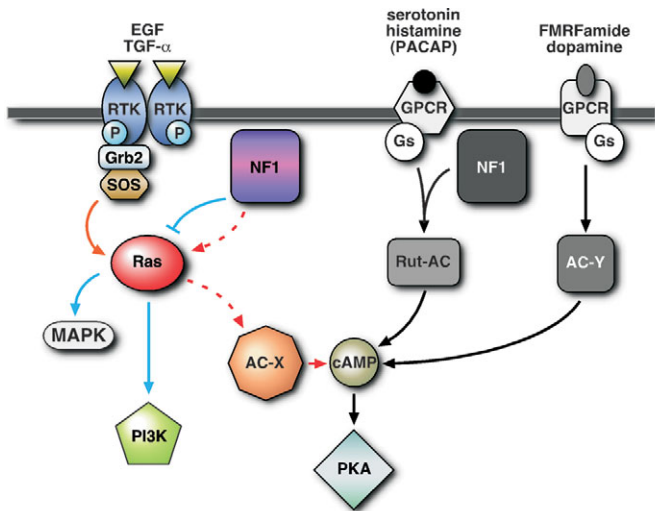 EGF
TGF-α
serotonin
histamine
(PACAP)
FMRFamide
dopamine
RTK
RTK
GPCR
GPCR
P
P
Grb2
SOS
NF1
Gs
NF1
Gs
Ras
Rut-AC
AC-Y
MAPK
AC-X
cAMP
PI3K
PKA